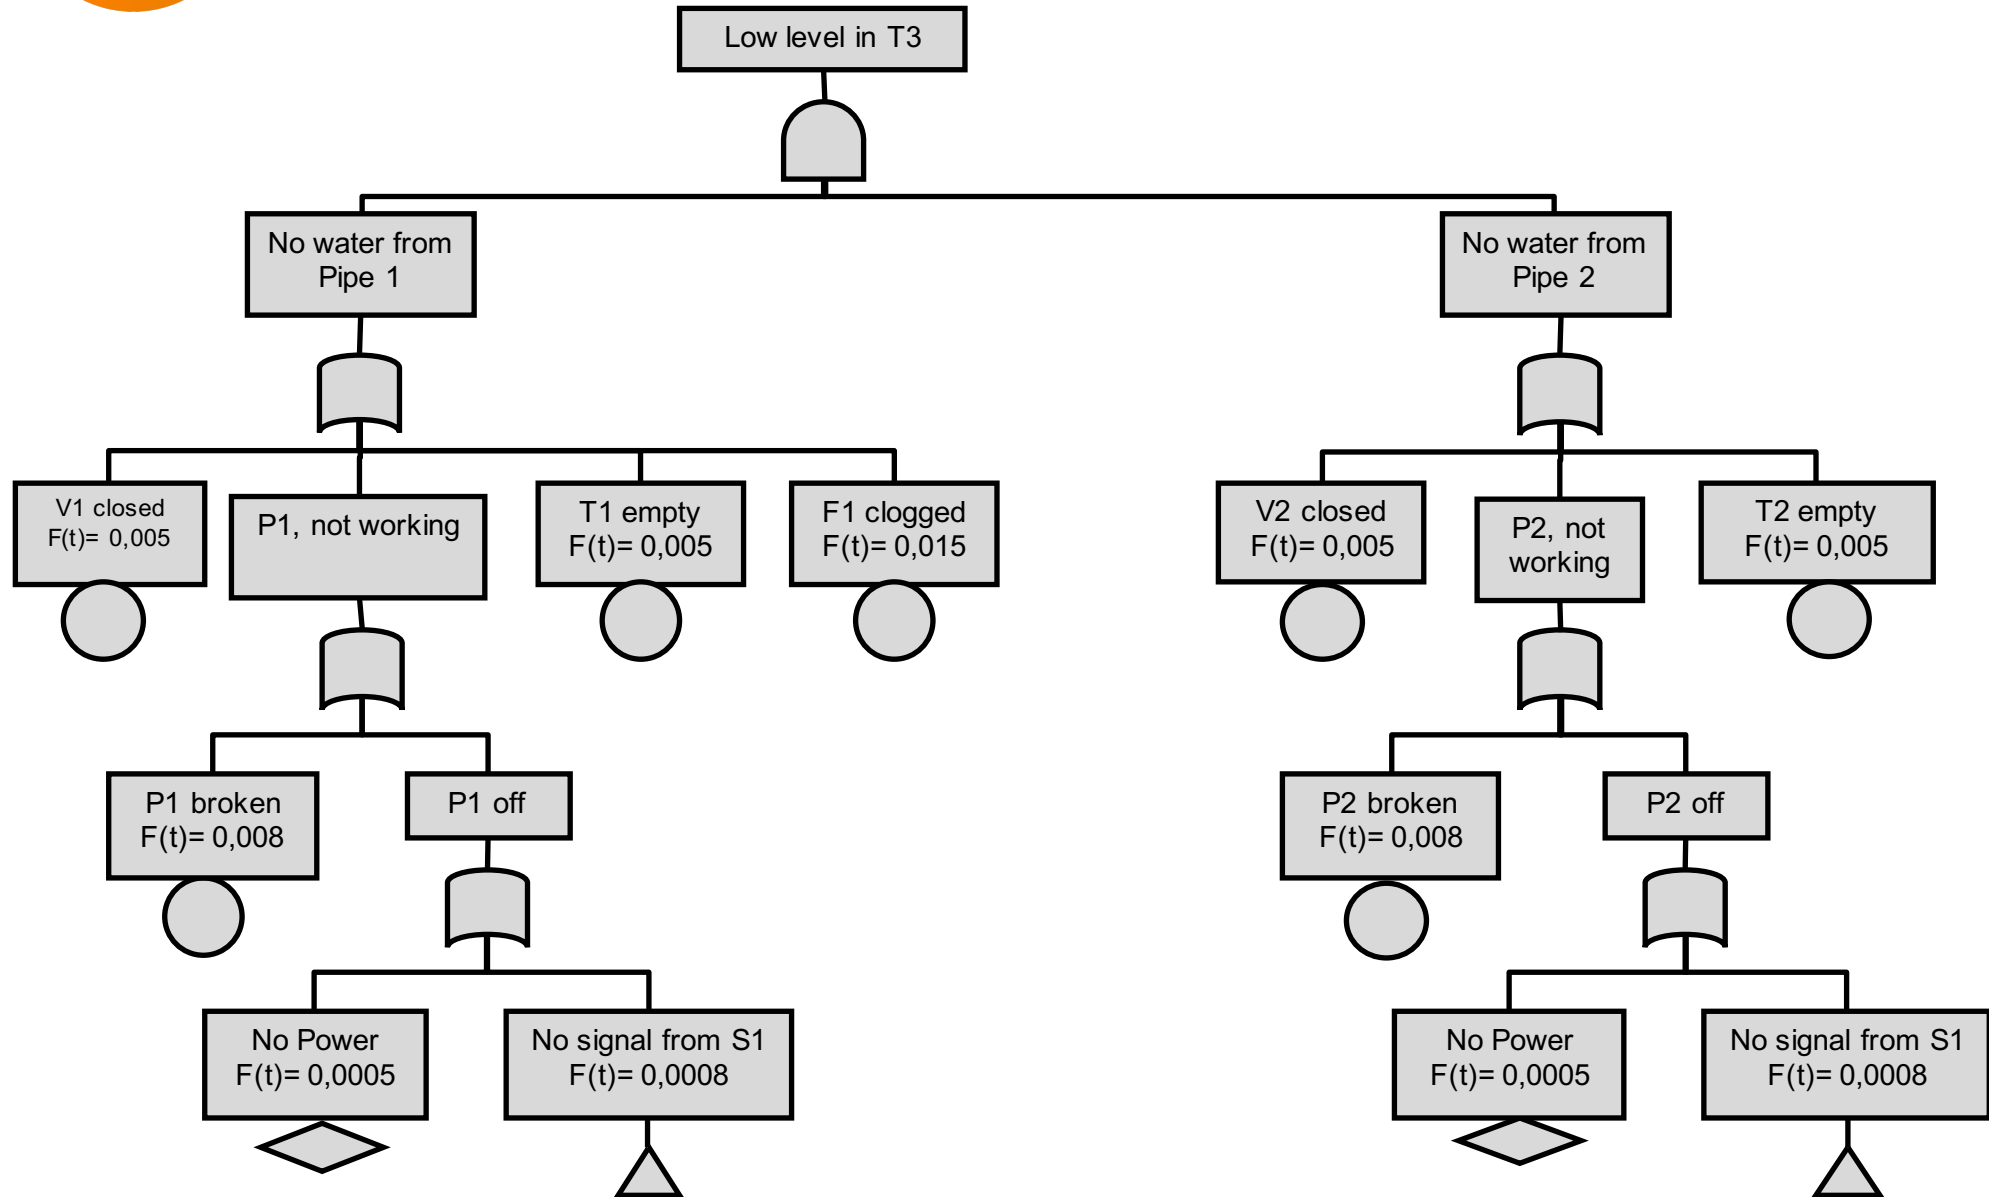 Low level in T3
No water from
Pipe 1
No water from
Pipe 2
V1 closed
F(t)= 0,005
P1, not working
T1 empty
F(t)= 0,005
F1 clogged
F(t)= 0,015
V2 closed
F(t)= 0,005
P2, not
working
T2 empty
F(t)= 0,005
P1 broken
F(t)= 0,008
P1 off
P2 broken
F(t)= 0,008
P2 off
No Power
F(t)= 0,0005
No signal from S1
F(t)= 0,0008
No Power
F(t)= 0,0005
No signal from S1
F(t)= 0,0008